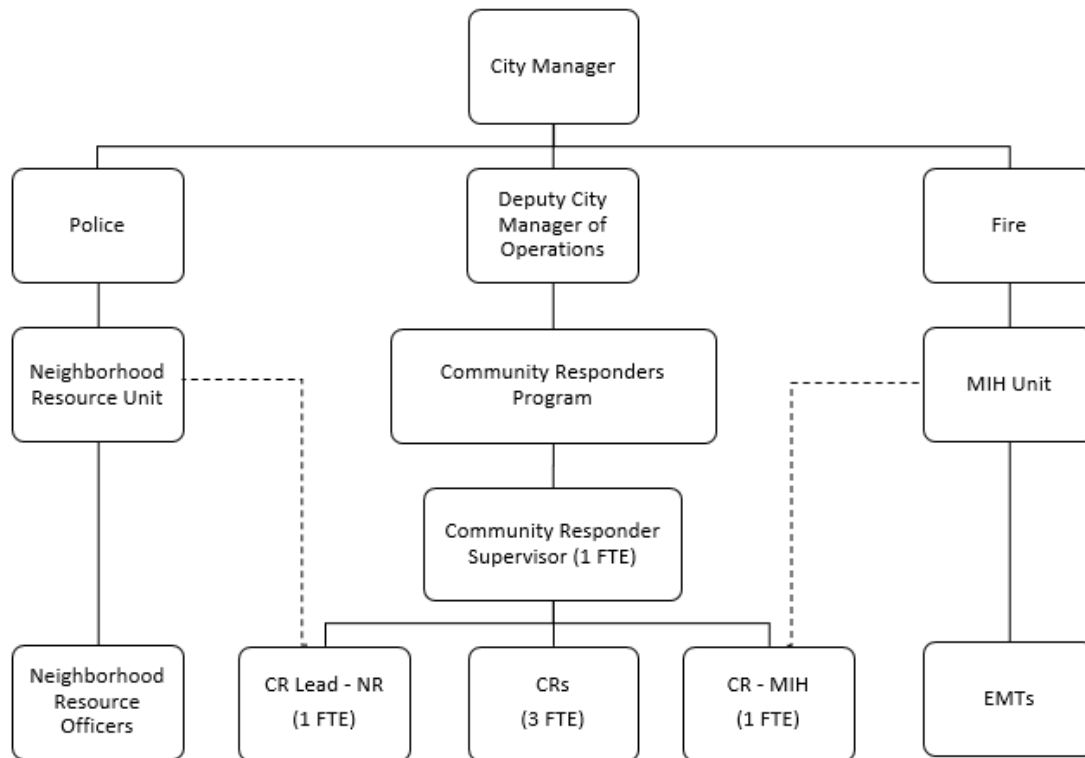 City Manager
Police
Deputy City
Manager of
Operations
Fire
Neighborhood
Resource Unit
Community Responders
Program
MIH Unit
Community Responder
Supervisor (1 FTE)
Neighborhood
Resource
Officers
CR Lead - NR
(1 FTE)
CRs
(3 FTE)
CR - MIH
(1 FTE)
EMTs